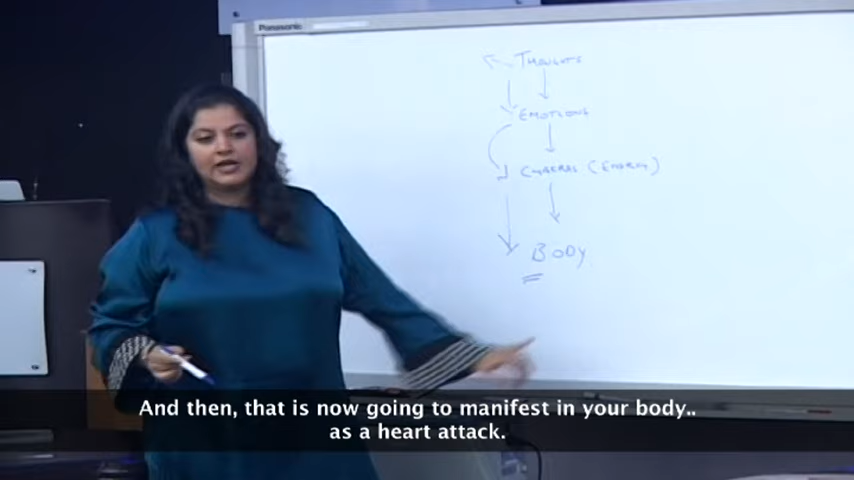 Panasonic
THOUGHTS
EMOTIONS
CHAKRAS (ENERGY)
BODY
And then, that is now going to manifest in your body..
as a heart attack.